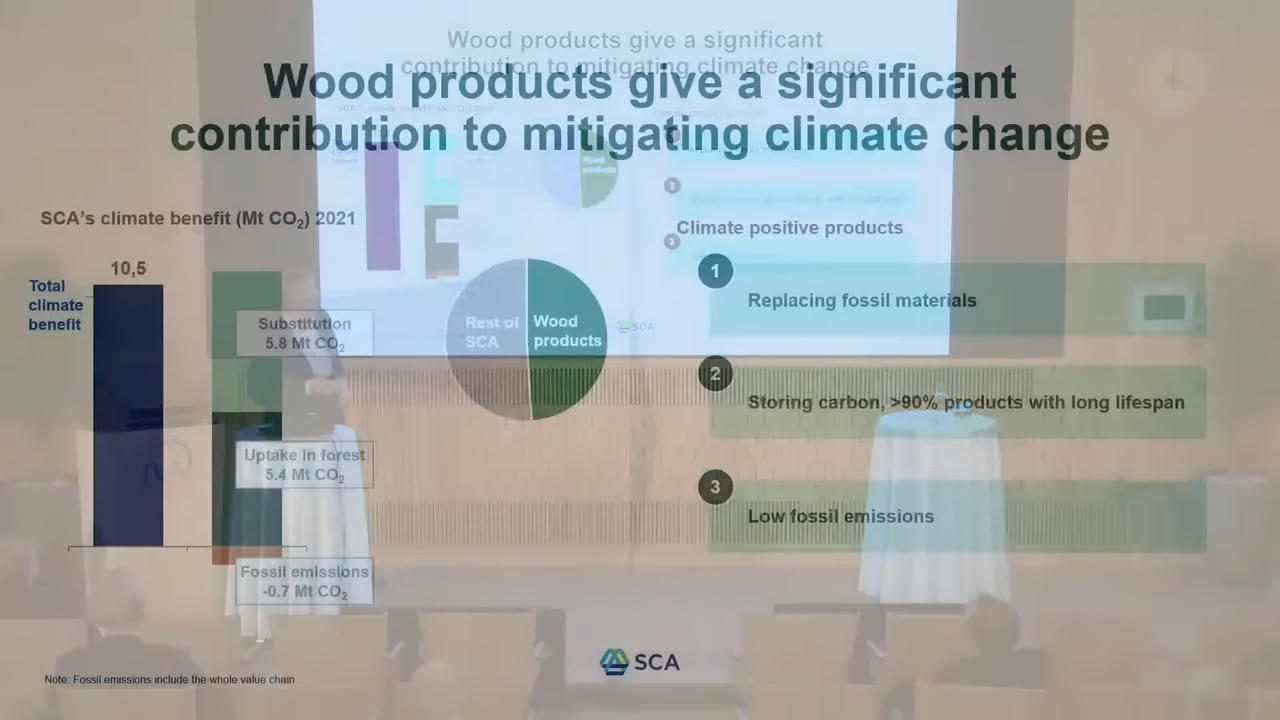 Wood products give a significant
contribution to mitigating climate change
Wood products give a significant
contribution to mitigating climate change
SCA's climate benefit (Mt CO₂) 2021
10,5
Total
climate
benefit
Substitution
5.8 Mt CO₂
Uptake in forest
5.4 Mt CO₂
Fossil emissions
-0.7 Mt CO₂
Rest of
SCA
Wood
products
Wood
products
SCA
Climate positive products
1
Replacing fossil materials
2
Storing carbon, >90% products with long lifespan
3
Low fossil emissions
SCA
Note: Fossil emissions include the whole value chain